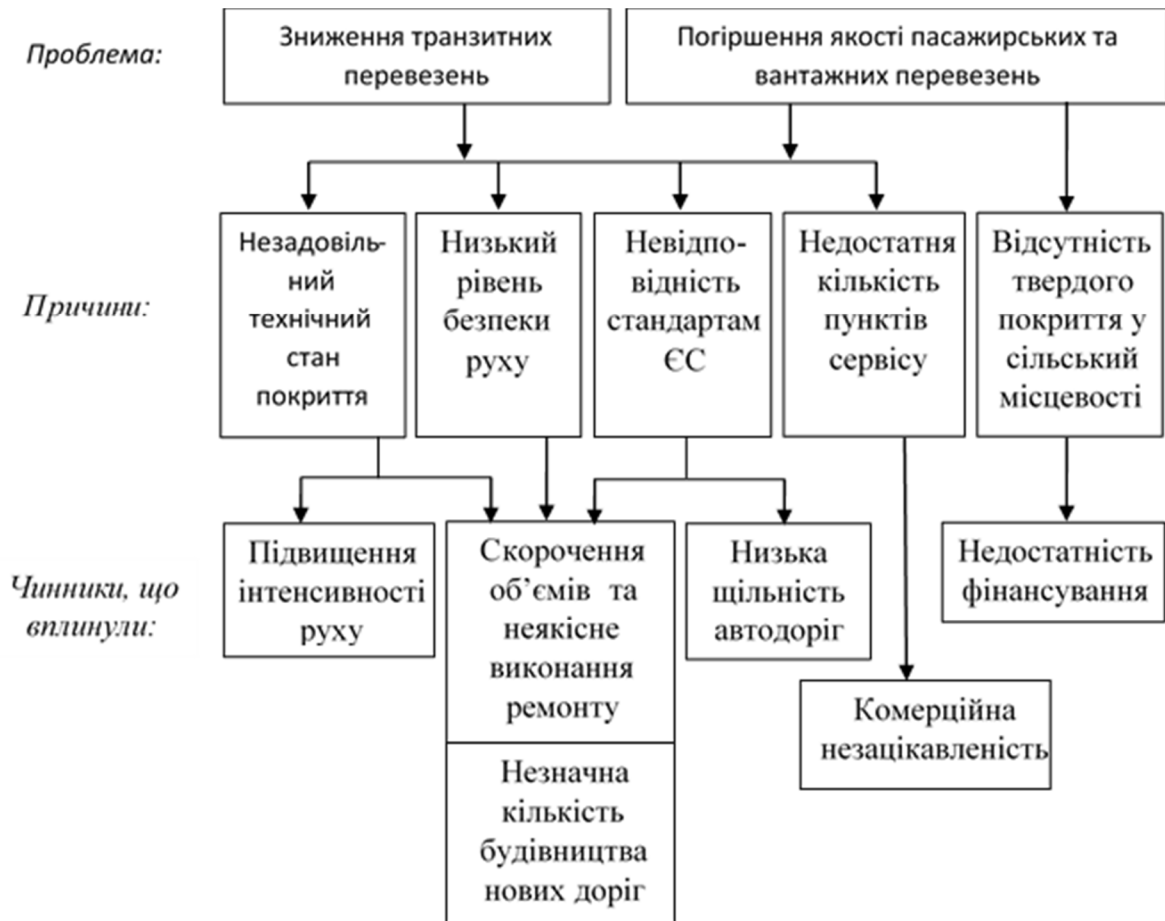 Проблема:
Зниження транзитних
перевезень
Погіршення якості пасажирських та
вантажних перевезень
Причини:
Незадовіль-
ний
технічний
стан
покриття
Низький
рівень
безпеки
руху
Невідпо-
відність
стандартам
ЄС
Недостатня
кількість
пунктів
сервісу
Відсутність
твердого
покриття у
сільський
місцевості
Чинники, що
вплинули:
Підвищення
інтенсивності
руху
Скорочення
об’ємів та
неякісне
виконання
ремонту
Незначна
кількість
будівництва
нових доріг
Низька
щільність
автодоріг
Комерційна
незацікавленість
Недостатність
фінансування